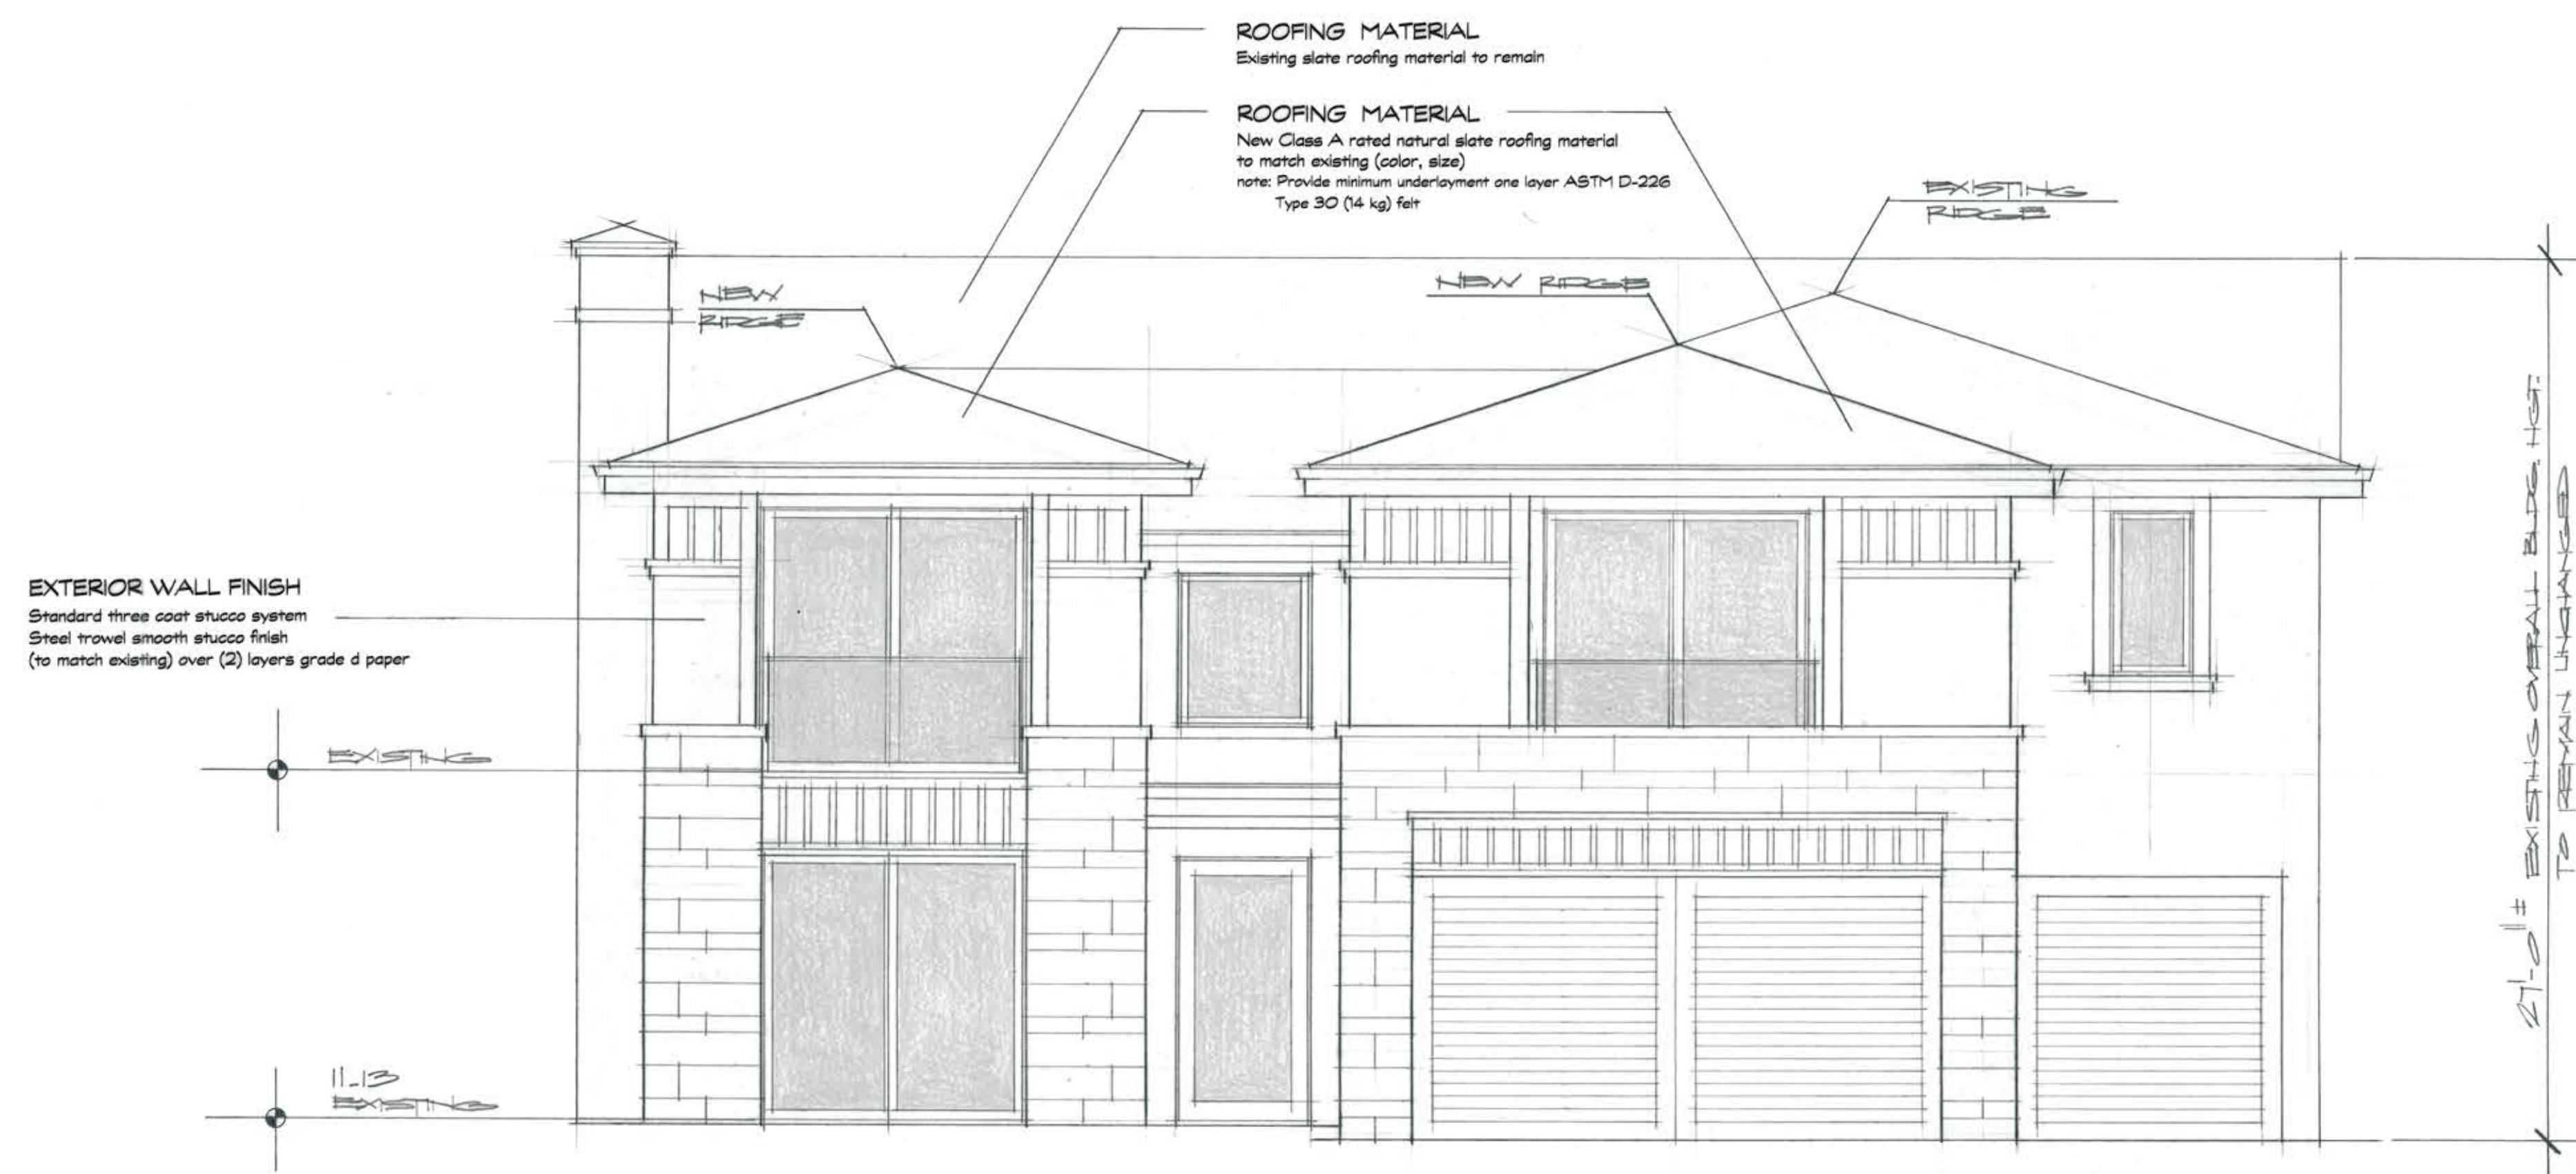 ROOFING MATERIAL
Existing slate roofing material to remain
ROOFING MATERIAL
New Class A rated natural slate roofing material
to match existing (color, size)
note: Provide minimum underlayment one layer ASTM D-226
Type 30 (14 kg) felt
EXISTING
RIDGE
NEW
RIDGE
NEW RIDGE
EXTERIOR WALL FINISH
Standard three coat stucco system
Steel trowel smooth stucco finish
(to match existing) over (2) layers grade d paper
EXISTING
11.13
EXISTING
27'-0"± EXISTING OVERALL BLDG. HGT.
TO REMAIN UNCHANGED